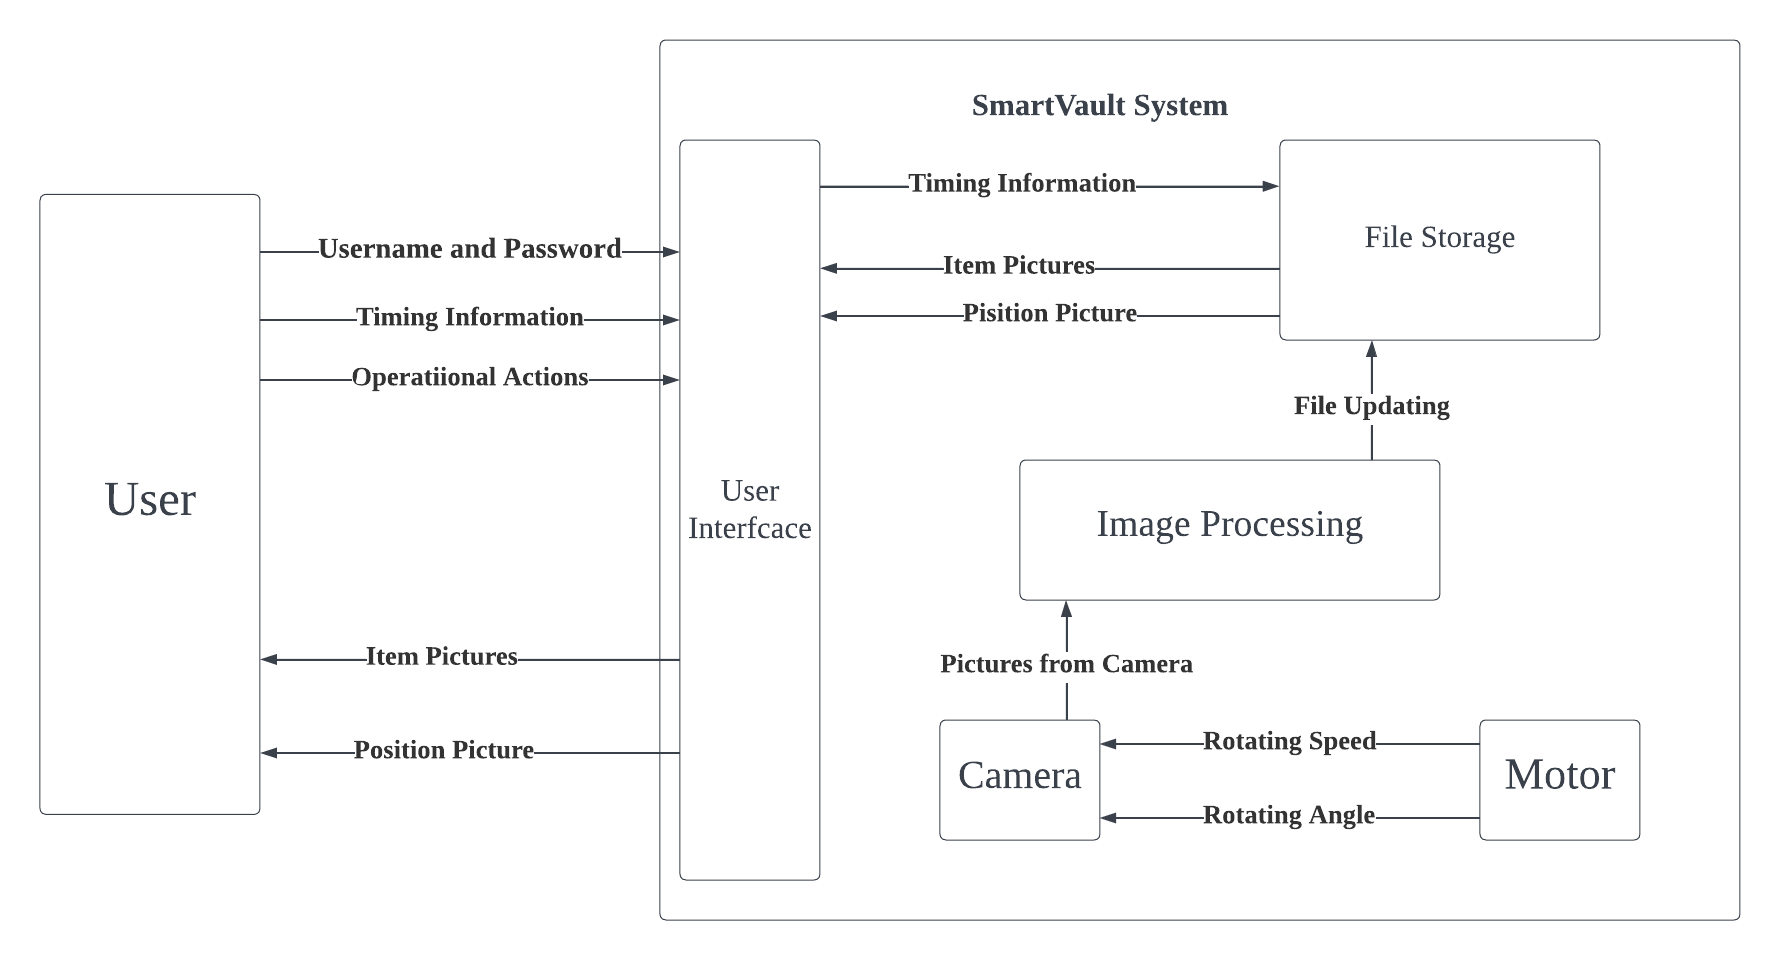 SmartVault System
User
Username and Password
Timing Information
Operatiional Actions
Item Pictures
Position Picture
User
Interfcace
Timing Information
Item Pictures
Pisition Picture
File Storage
File Updating
Image Processing
Pictures from Camera
Camera
Rotating Speed
Rotating Angle
Motor